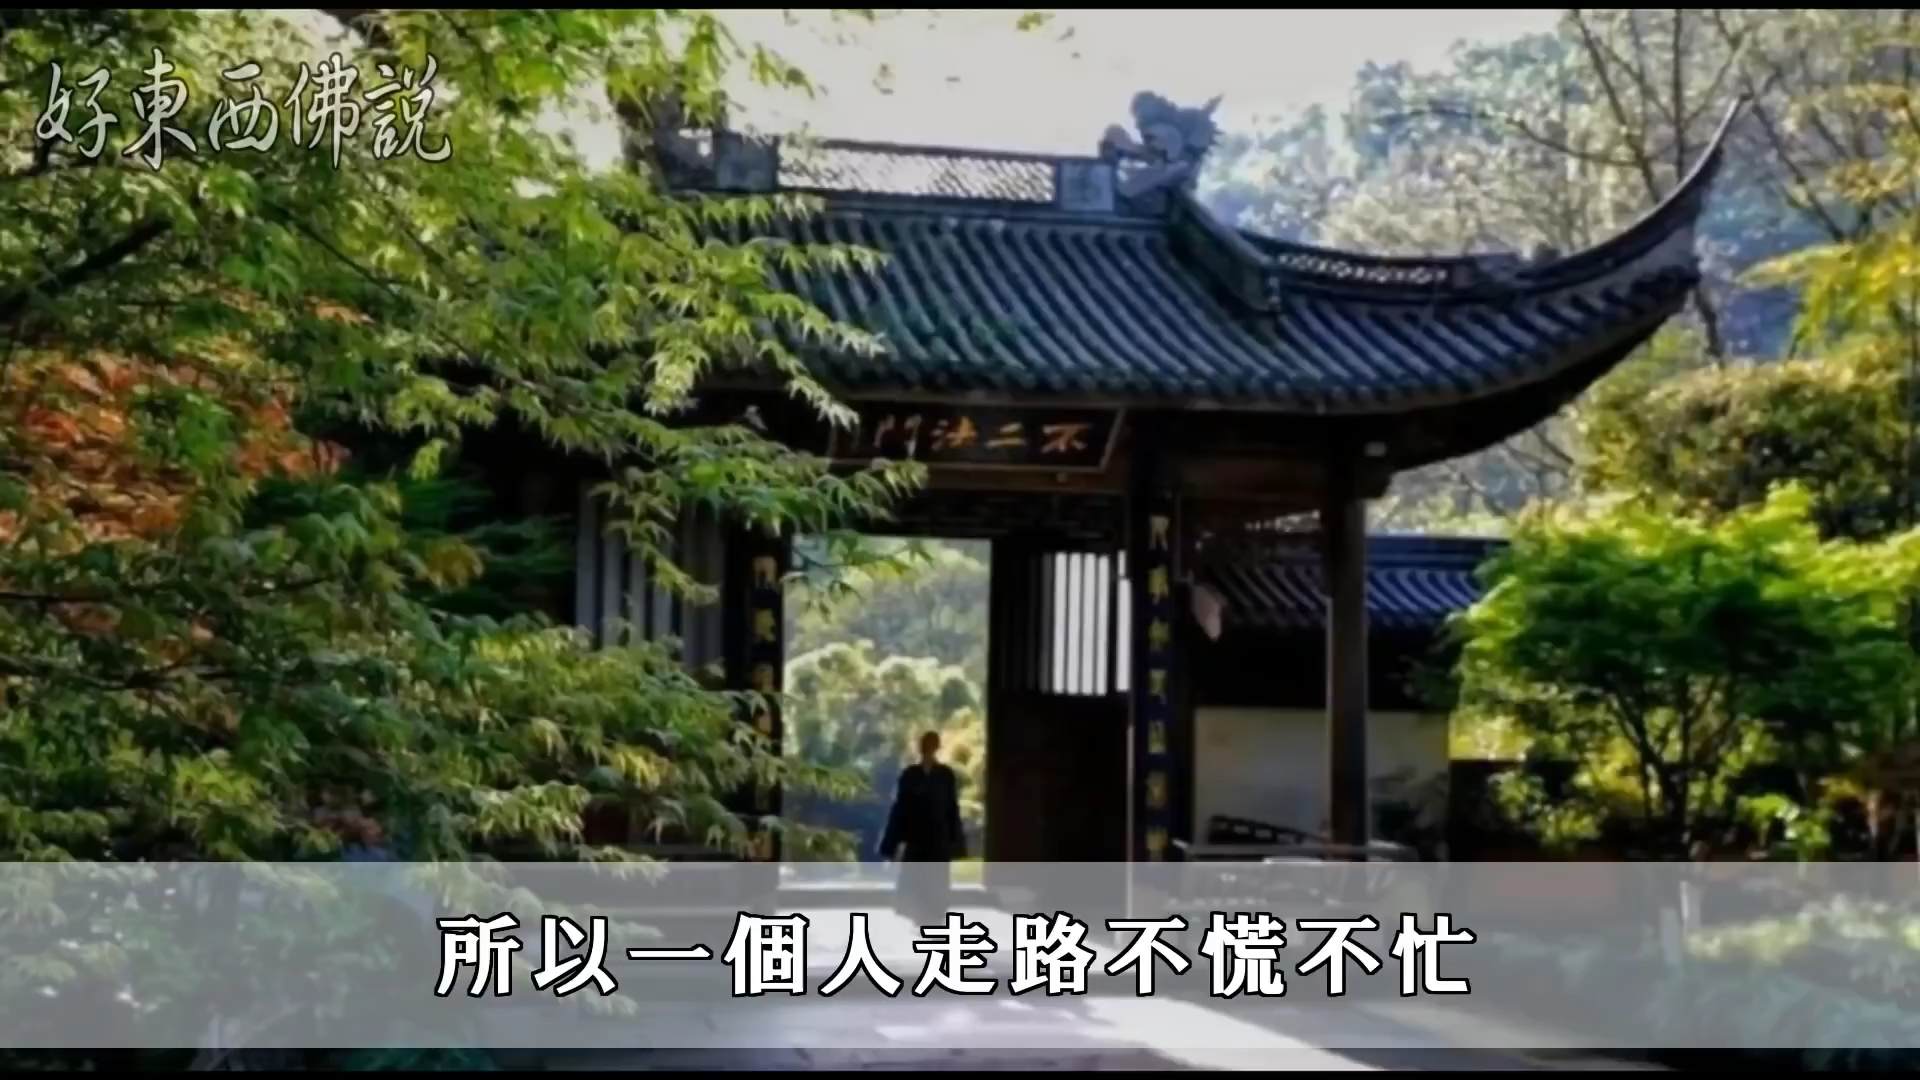 好東西佛説
不二法門
所以一個人走路不慌不忙